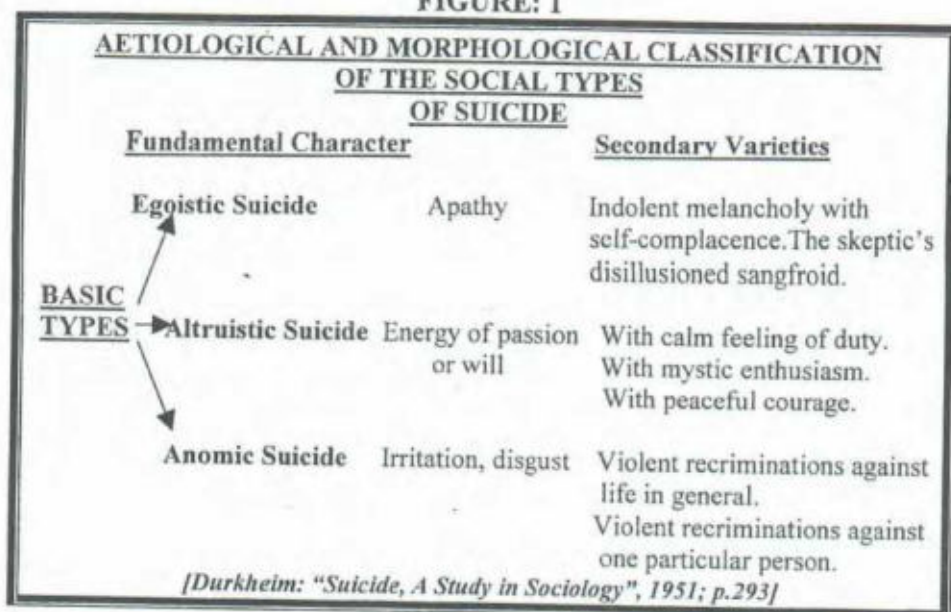 FIGURE: 1
AETIOLOGICAL AND MORPHOLOGICAL CLASSIFICATION
OF THE SOCIAL TYPES
OF SUICIDE
Fundamental Character Secondary Varieties
Egoistic Suicide Apathy Indolent melancholy with
self-complacence.The skeptic's
disillusioned sangfroid.
BASIC
TYPES Altruistic Suicide Energy of passion With calm feeling of duty.
or will With mystic enthusiasm.
With peaceful courage.
Anomic Suicide Irritation, disgust Violent recriminations against
life in general.
Violent recriminations against
one particular person.
[Durkheim: "Suicide, A Study in Sociology", 1951; p.293]